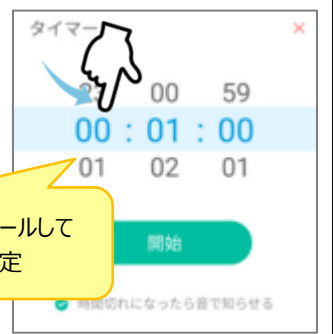 タイマー
×
23 00 59
00 : 01 : 00
01 02 01
ールして
定
開始
時間切れになったら音で知らせる